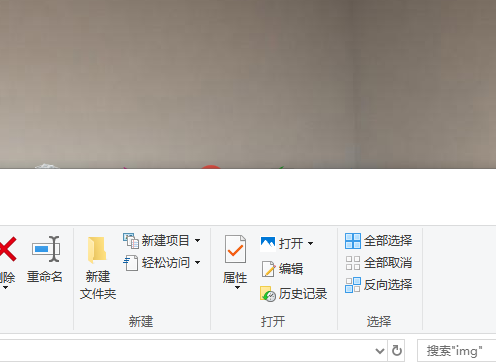 新建项目
打开
全部选择
编辑
全部取消
除
重命名
新建
文件夹
轻松访问
属性
历史记录
反向选择
新建
打开
选择
搜索"img"